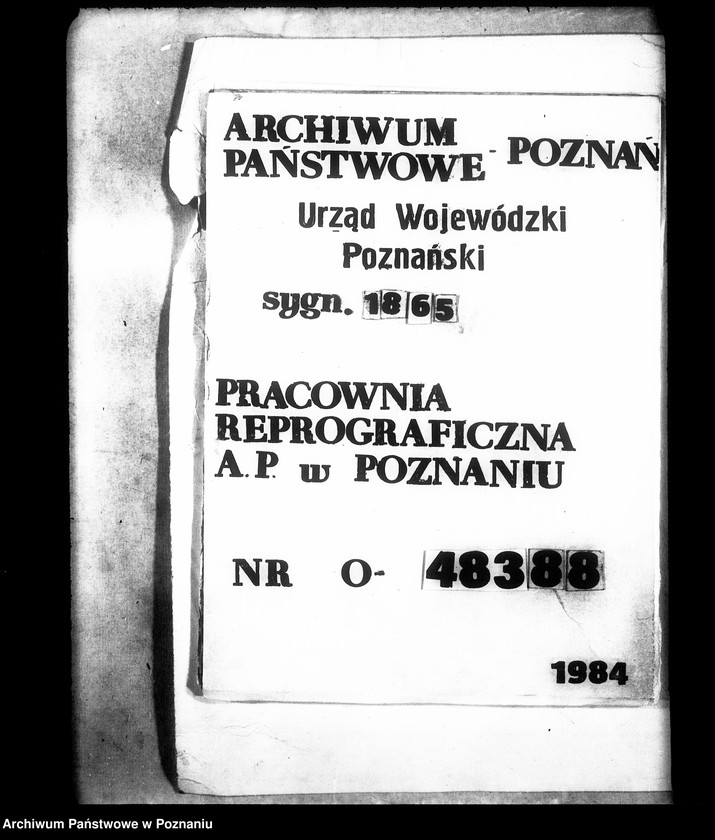 ARCHIWUM
PAŃSTWOWE - POZNAŃ
Urząd Wojewódzki
Poznański
sygn. 1865
PRACOWNIA
REPROGRAFICZNA
A.P. w POZNANIU
NR O- 48388
1984
Archiwum Państwowe w Poznaniu